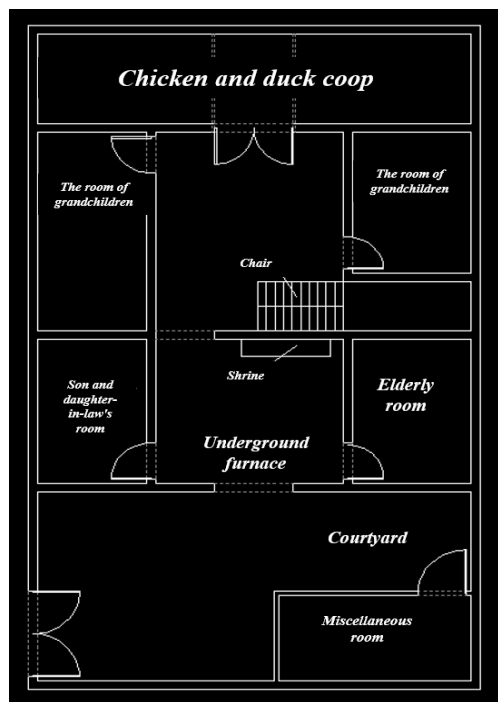 Chicken and duck coop
The room of
grandchildren
The room of
grandchildren
Chair
Shrine
Son and
daughter-
in-law's
room
Elderly
room
Underground
furnace
Courtyard
Miscellaneous
room